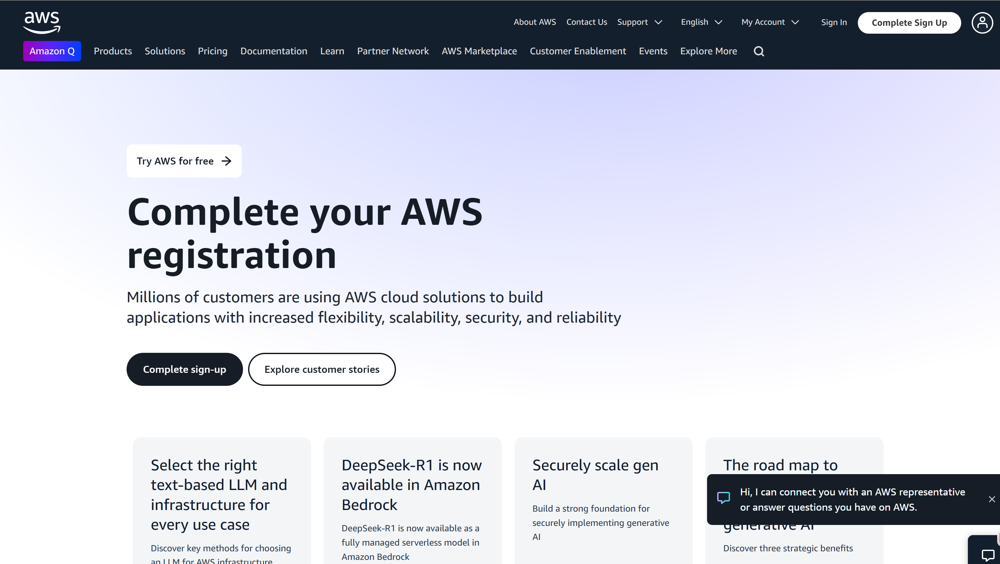 aws
About AWS Contact Us Support English My Account Sign In Complete Sign Up
Amazon Q Products Solutions Pricing Documentation Learn Partner Network AWS Marketplace Customer Enablement Events Explore More
Try AWS for free
Complete your AWS
registration
Millions of customers are using AWS cloud solutions to build
applications with increased flexibility, scalability, security, and reliability
Complete sign-up Explore customer stories
Select the right
text-based LLM and
infrastructure for
every use case
Discover key methods for choosing
an LLM for AWS infrastructure
DeepSeek-R1 is now
available in Amazon
Bedrock
DeepSeek-R1 is now available as a
fully managed serverless model in
Amazon Bedrock
Securely scale gen
AI
Build a strong foundation for
securely implementing generative
AI
The road map to
generative AI
Discover three strategic benefits
Hi, I can connect you with an AWS representative
or answer questions you have on AWS.